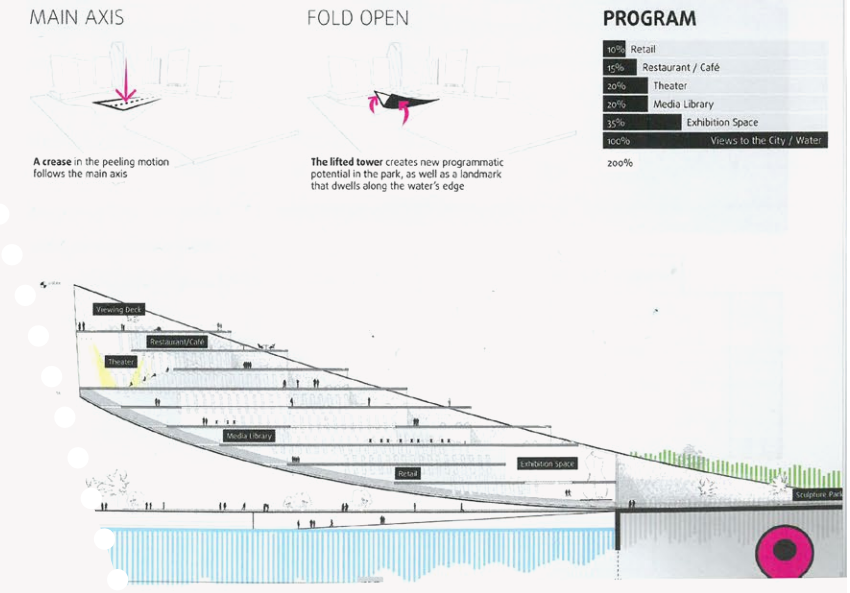 MAIN AXIS
A crease in the peeling motion
follows the main axis
FOLD OPEN
The lifted tower creates new programmatic
potential in the park, as well as a landmark
that dwells along the water's edge
PROGRAM
10% Retail
15% Restaurant / Café
20% Theater
20% Media Library
35% Exhibition Space
100% Views to the City / Water
200%
Viewing Deck
Restaurant/Café
Theater
Media Library
Exhibition Space
Retail
Sculpture Park